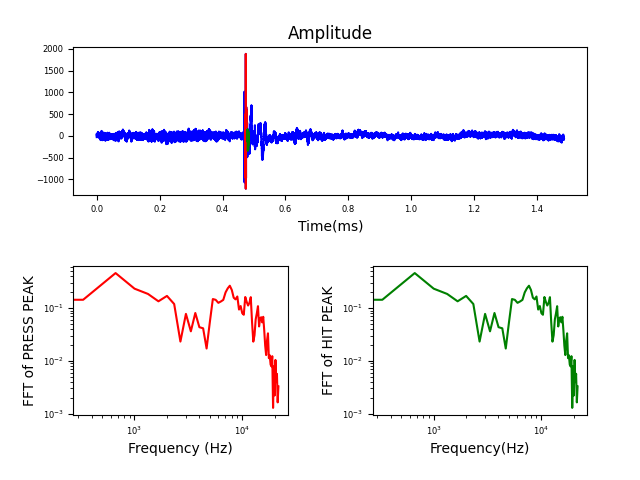 Amplitude
2000
1500
1000
500
0
−500
−1000
0.0 0.2 0.4 0.6 0.8 1.0 1.2 1.4
Time(ms)
FFT of PRESS PEAK
10⁻¹
10⁻²
10⁻³
10³ 10⁴
Frequency (Hz)
FFT of HIT PEAK
10⁻¹
10⁻²
10⁻³
10³ 10⁴
Frequency(Hz)